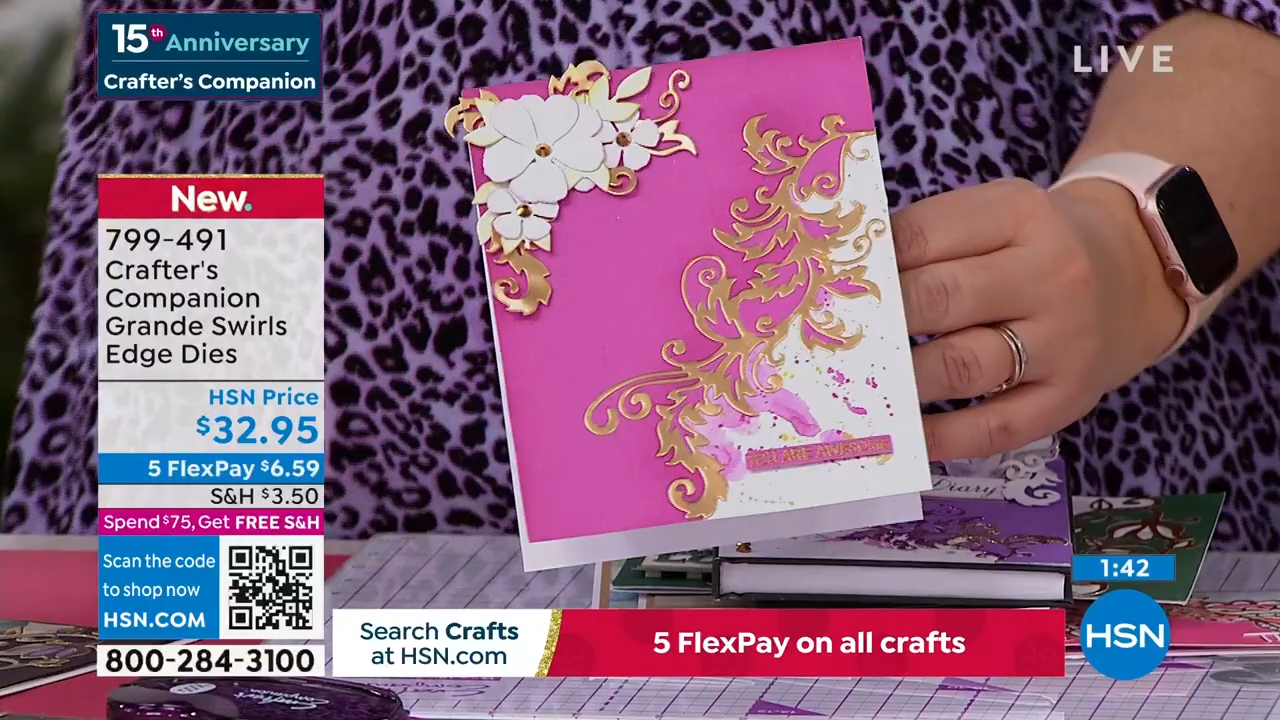 15th Anniversary
Crafter's Companion
LIVE
New.
799-491
Crafter's
Companion
Grande Swirls
Edge Dies
HSN Price
$32.95
5 FlexPay $6.59
S&H $3.50
Spend $75, Get FREE S&H
Scan the code
to shop now
HSN.COM
800-284-3100
YOU ARE AWESOME
Diary
1:42
HSN
Search Crafts
at HSN.com
5 FlexPay on all crafts
Crafter's
Companion